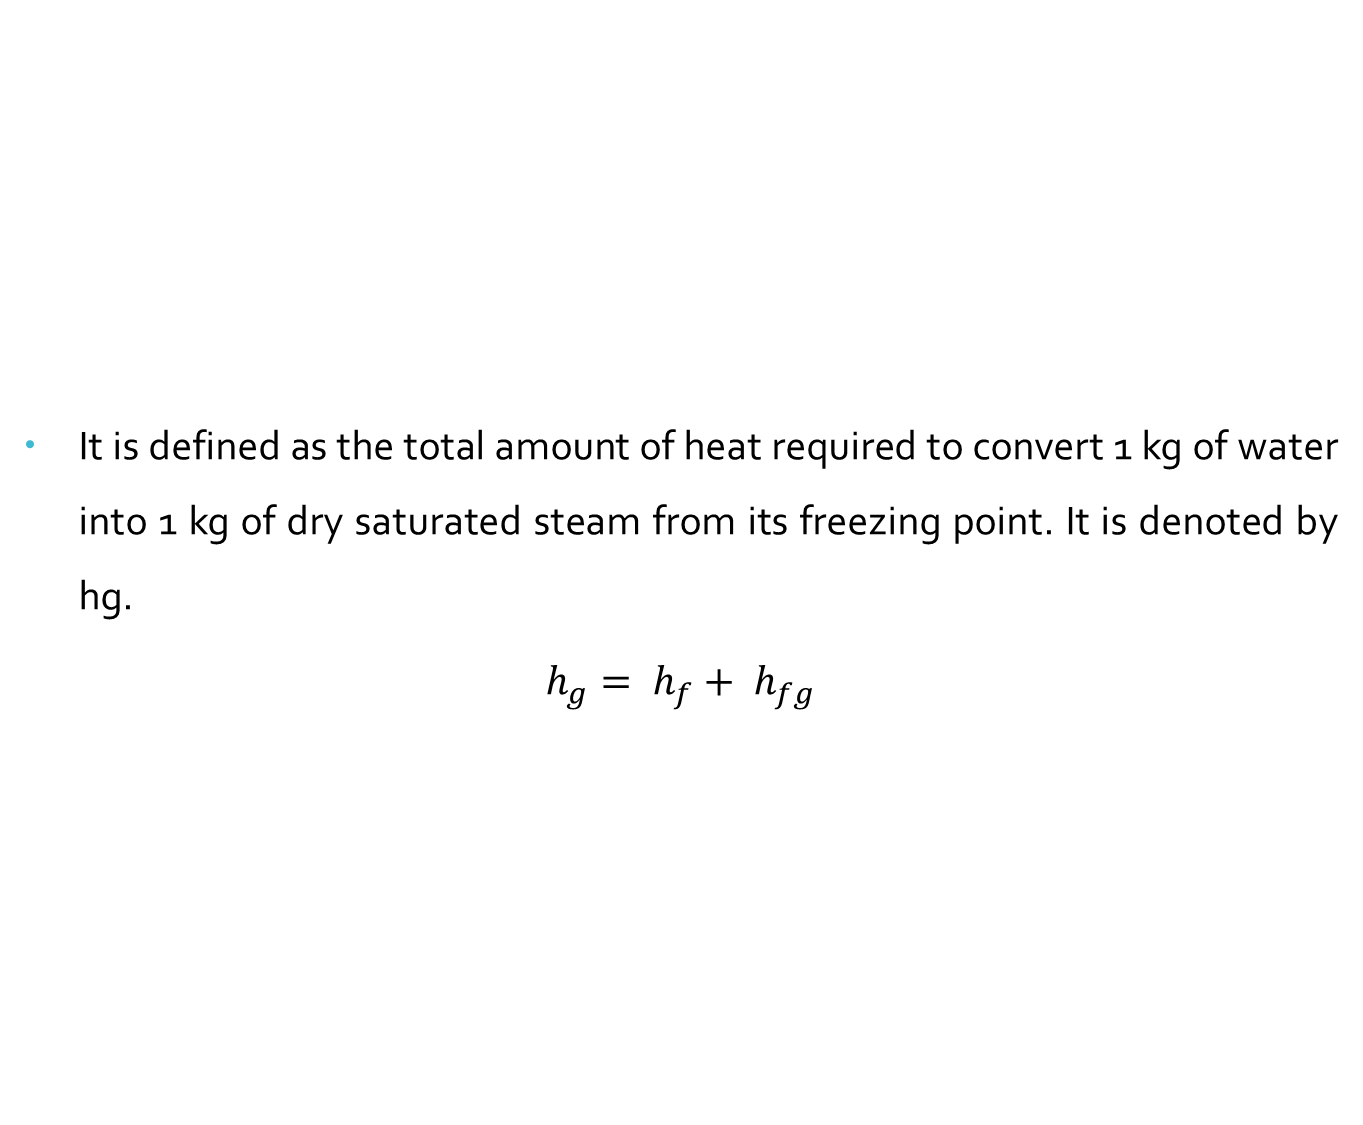 • It is defined as the total amount of heat required to convert 1 kg of water
into 1 kg of dry saturated steam from its freezing point. It is denoted by
hg.
h_g = h_f + h_fg